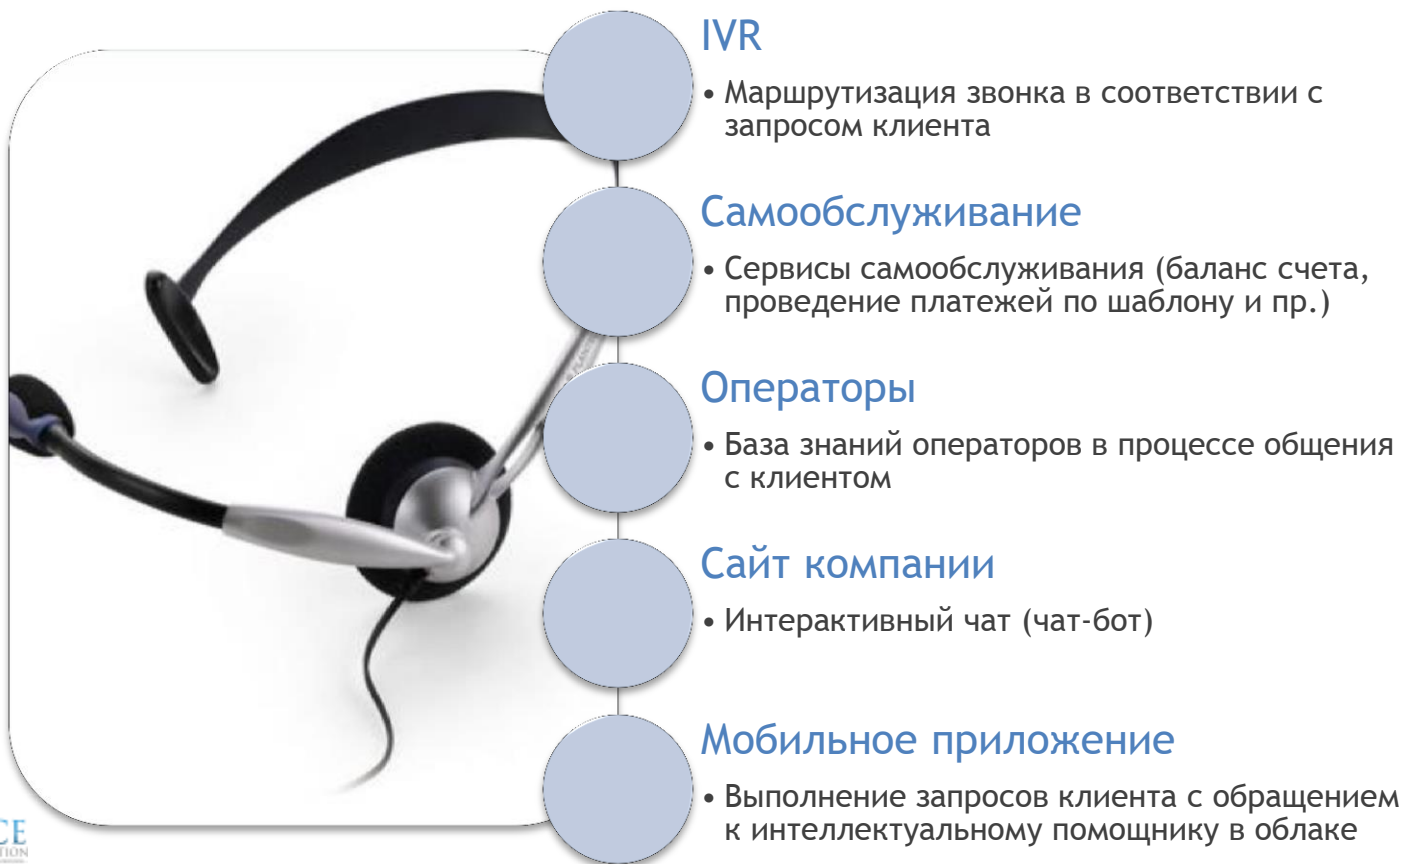 IVR
• Маршрутизация звонка в соответствии с
запросом клиента
Самообслуживание
• Сервисы самообслуживания (баланс счета,
проведение платежей по шаблону и пр.)
Операторы
• База знаний операторов в процессе общения
с клиентом
Сайт компании
• Интерактивный чат (чат-бот)
Мобильное приложение
• Выполнение запросов клиента с обращением
к интеллектуальному помощнику в облаке